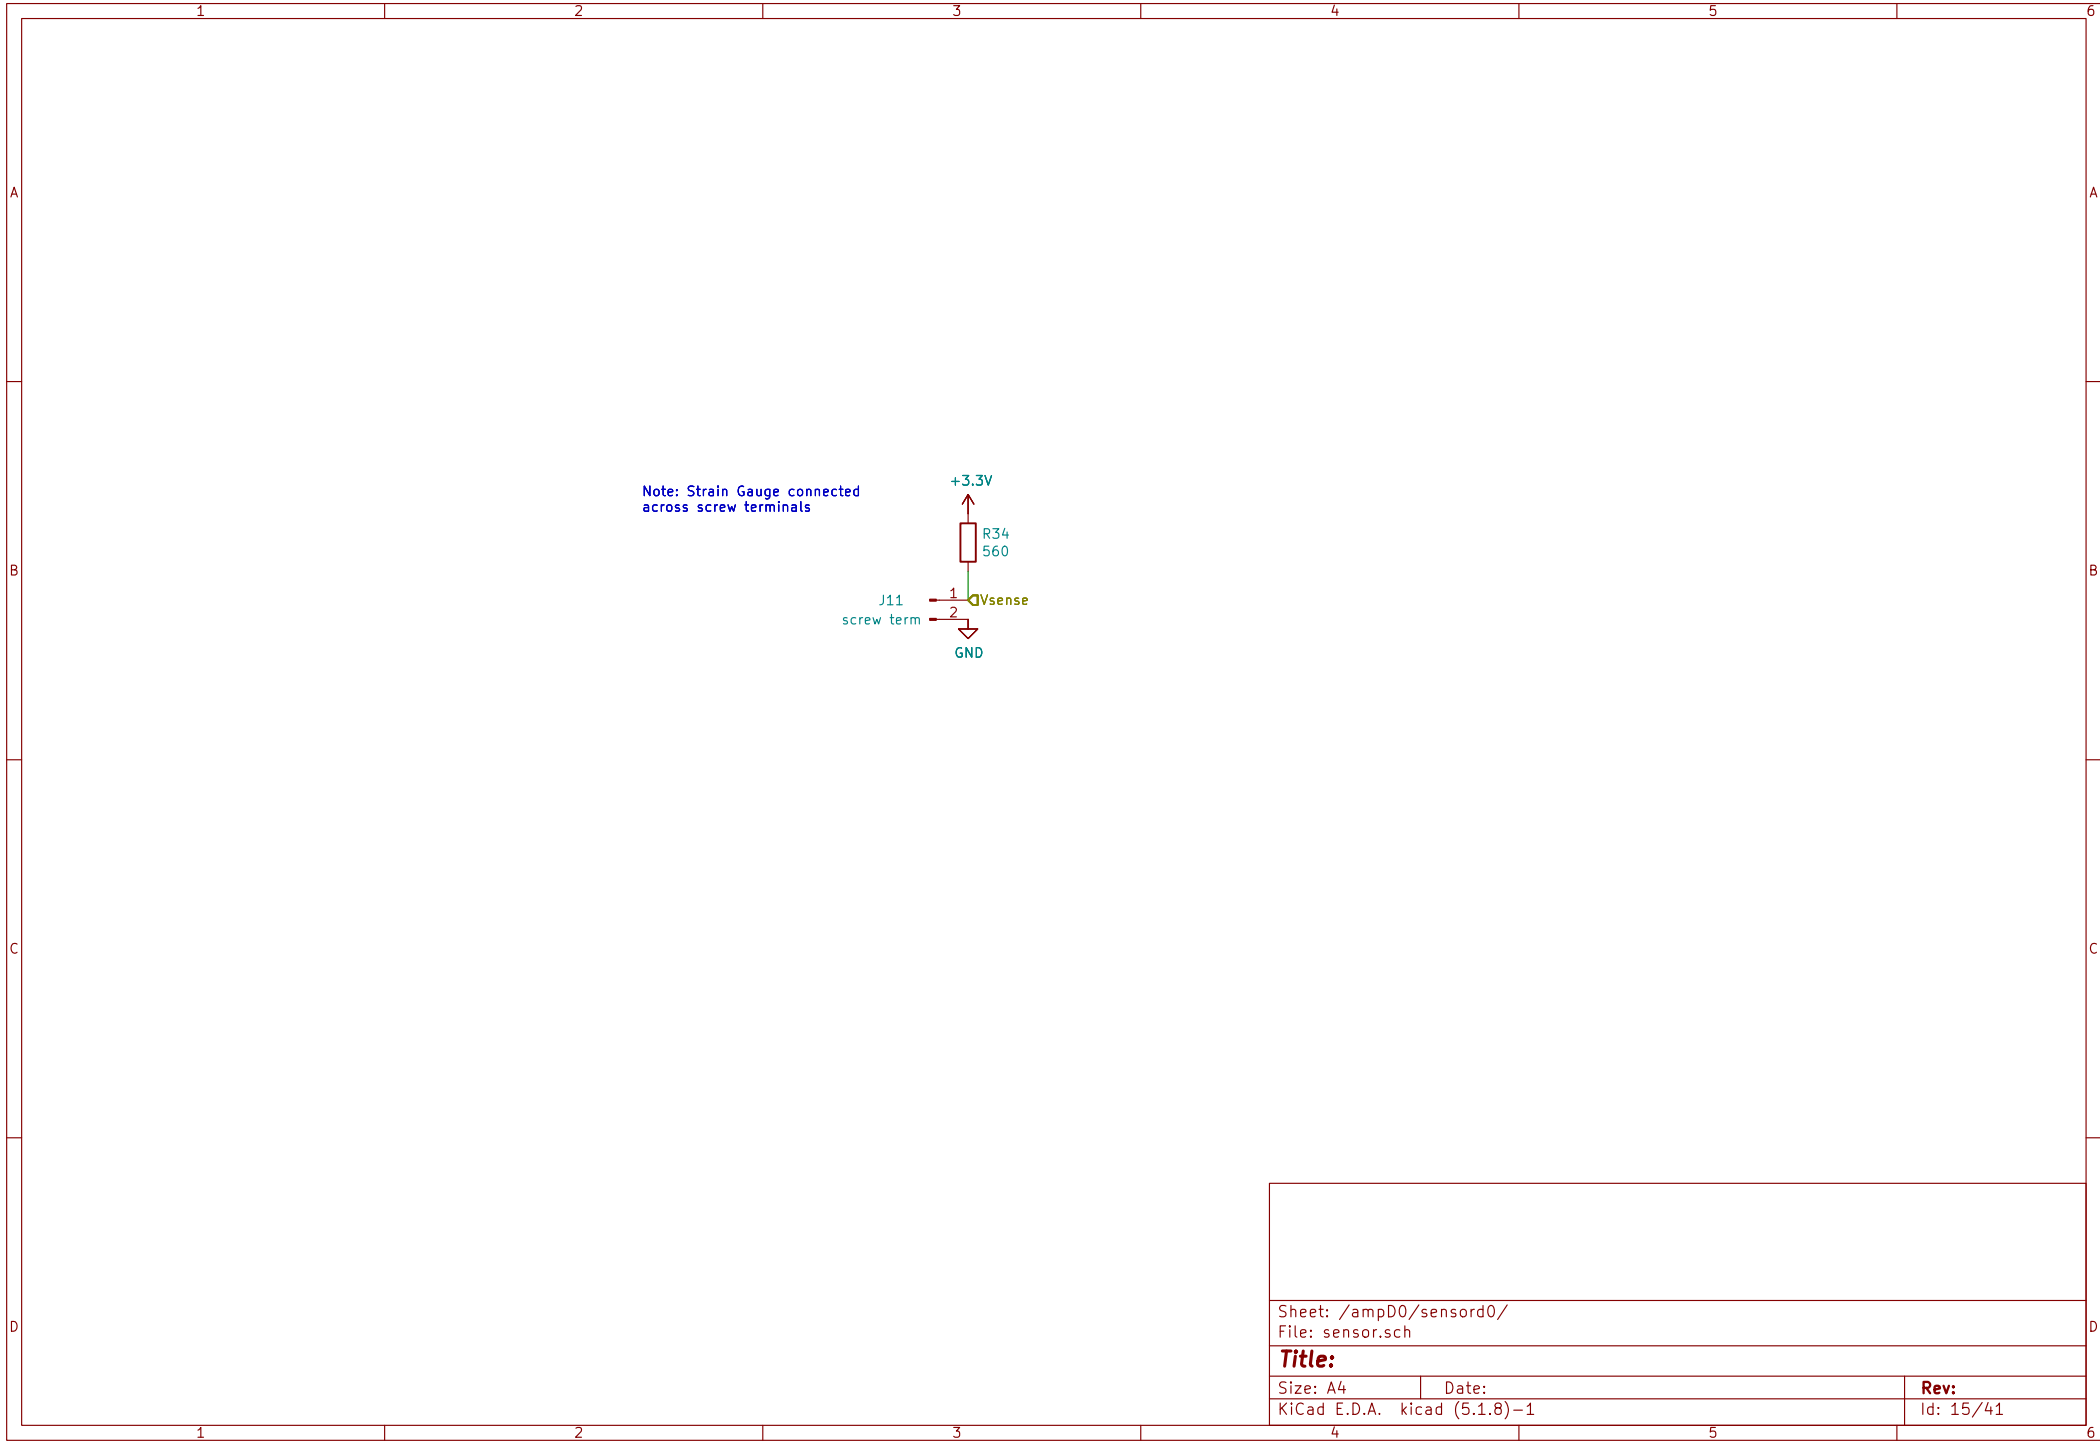 1 2 3 4 5 6
A A
+3.3V
Note: Strain Gauge connected
across screw terminals
R34
560
B B
1
J11 Vsense
2
screw term
GND
C C
Sheet: /ampD0/sensord0/
File: sensor.sch
D D
Title:
Size: A4 Date: Rev:
KiCad E.D.A. kicad (5.1.8)-1 Id: 15/41
1 2 3 4 5 6